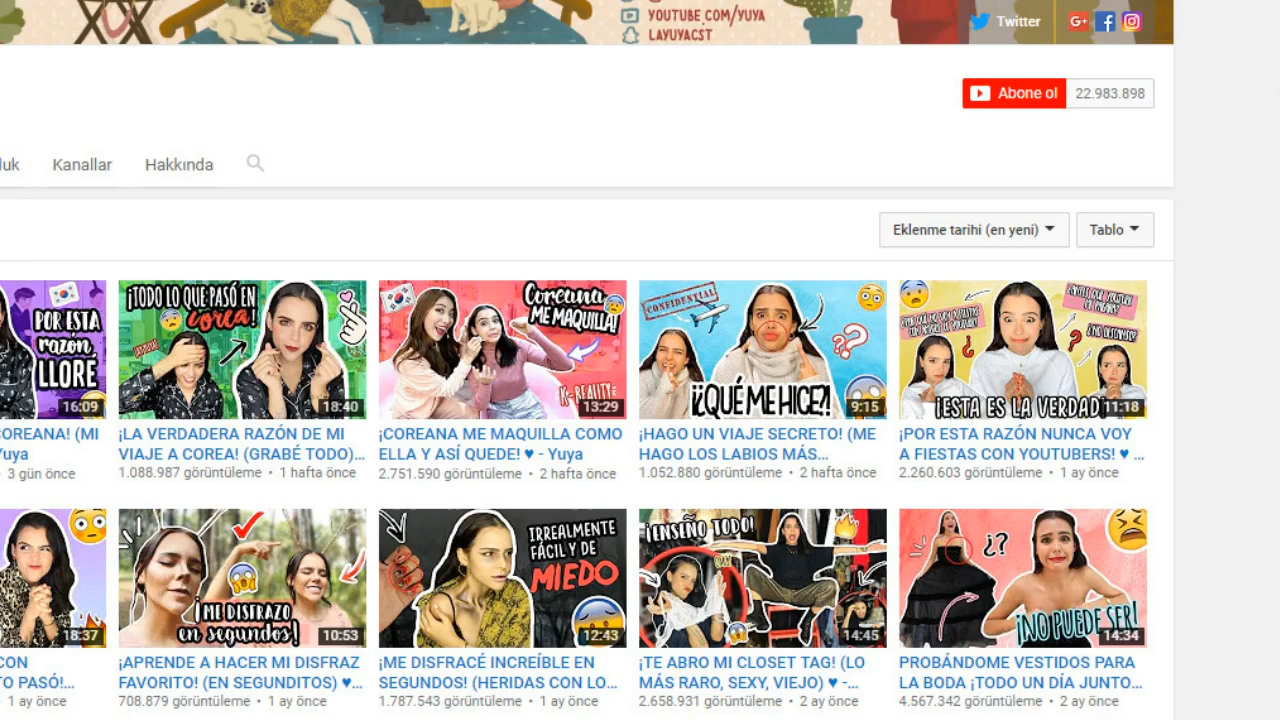 YOUTUBE.COM/YUYA
LAYUYACST
Twitter
Abone ol
22.983.898
luk
Kanallar
Hakkında
Eklenme tarihi (en yeni)
Tablo
POR ESTA
razón
LLORÉ
16:09
¡TODO LO QUE PASÓ EN
corea!
18:40
Coreana
ME MAQUILLA!
K-REALITY
13:29
CONFIDENTIAL
¡¿QUÉ ME HICE?!
9:15
¡ESTA ES LA VERDAD!
11:18
COREANA! (MI
Yuya
3 gün önce
¡LA VERDADERA RAZÓN DE MI
VIAJE A COREA! (GRABÉ TODO)...
1.088.987 görüntüleme • 1 hafta önce
¡COREANA ME MAQUILLA COMO
ELLA Y ASÍ QUEDE! ♥ - Yuya
2.751.590 görüntüleme • 2 hafta önce
¡HAGO UN VIAJE SECRETO! (ME
HAGO LOS LABIOS MÁS...
1.052.880 görüntüleme • 2 hafta önce
¡POR ESTA RAZÓN NUNCA VOY
A FIESTAS CON YOUTUBERS! ♥ ...
2.260.603 görüntüleme • 1 ay önce
18:37
¡ME DISFRAZO
en segundos!
10:53
IRREALMENTE
FÁCIL Y DE
MIEDO
12:43
¡ENSEÑO TODO!
14:45
¿?
¡NO PUEDE SER!
14:34
CON
TO PASÓ!...
1 ay önce
¡APRENDE A HACER MI DISFRAZ
FAVORITO! (EN SEGUNDITOS) ♥...
708.879 görüntüleme • 1 ay önce
¡ME DISFRACÉ INCREÍBLE EN
SEGUNDOS! (HERIDAS CON LO...
1.787.543 görüntüleme • 1 ay önce
¡TE ABRO MI CLOSET TAG! (LO
MÁS RARO, SEXY, VIEJO) ♥ -...
2.658.931 görüntüleme • 2 ay önce
PROBÁNDOME VESTIDOS PARA
LA BODA ¡TODO UN DÍA JUNTO...
4.567.342 görüntüleme • 2 ay önce